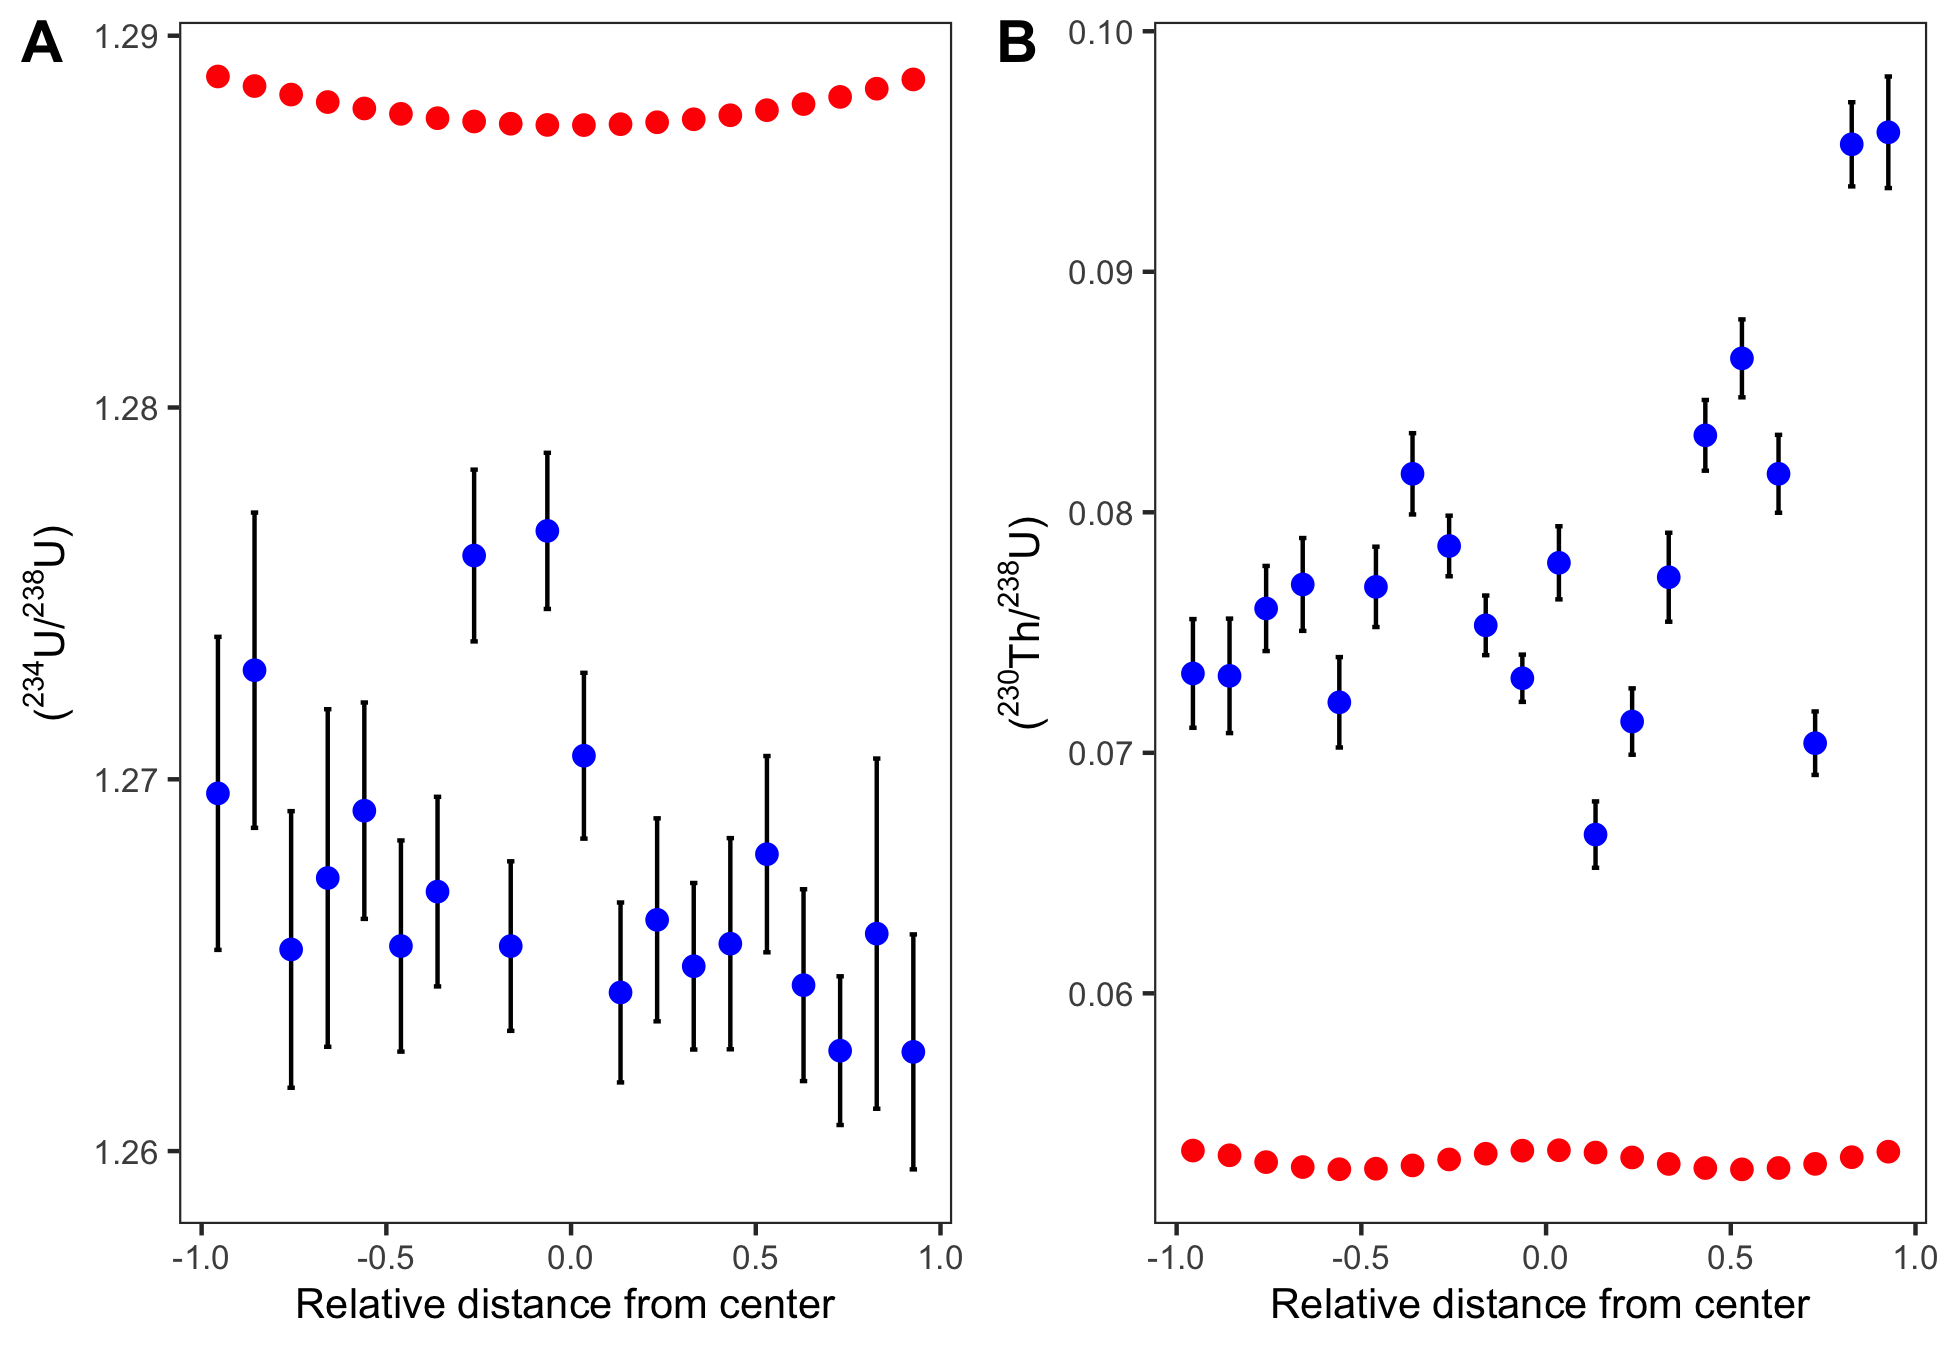 A
1.29
1.28
1.27
1.26
(²³⁴U/²³⁸U)
-1.0 -0.5 0.0 0.5 1.0
Relative distance from center
B
0.10
0.09
0.08
0.07
0.06
(²³⁰Th/²³⁸U)
-1.0 -0.5 0.0 0.5 1.0
Relative distance from center